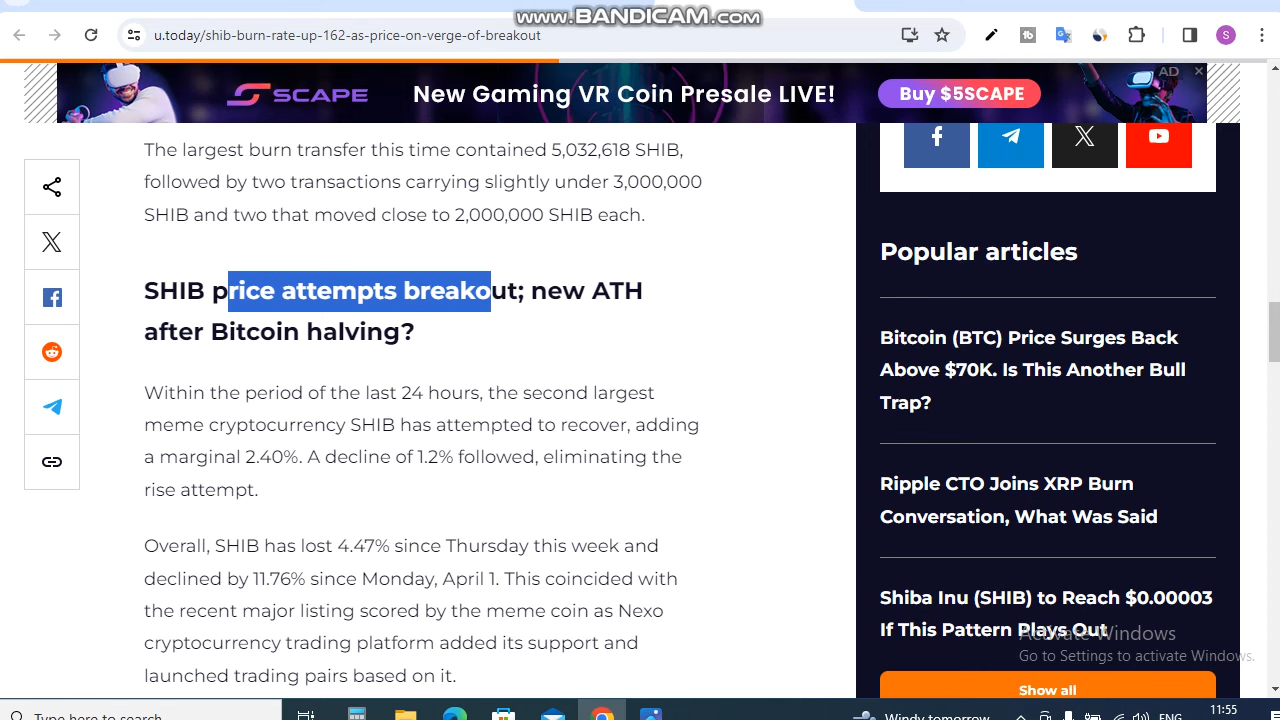 www.BANDICAM.com
u.today/shib-burn-rate-up-162-as-price-on-verge-of-breakout
S
AD
SCAPE
New Gaming VR Coin Presale LIVE!
Buy $5SCAPE
The largest burn transfer this time contained 5,032,618 SHIB,
followed by two transactions carrying slightly under 3,000,000
SHIB and two that moved close to 2,000,000 SHIB each.
SHIB price attempts breakout; new ATH
after Bitcoin halving?
Within the period of the last 24 hours, the second largest
meme cryptocurrency SHIB has attempted to recover, adding
a marginal 2.40%. A decline of 1.2% followed, eliminating the
rise attempt.
Overall, SHIB has lost 4.47% since Thursday this week and
declined by 11.76% since Monday, April 1. This coincided with
the recent major listing scored by the meme coin as Nexo
cryptocurrency trading platform added its support and
launched trading pairs based on it.
Popular articles
Bitcoin (BTC) Price Surges Back
Above $70K. Is This Another Bull
Trap?
Ripple CTO Joins XRP Burn
Conversation, What Was Said
Shiba Inu (SHIB) to Reach $0.00003
If This Pattern Plays Out
Activate Windows
Go to Settings to activate Windows.
Show all
Type here to search
Windy tomorrow
ENG
11:55